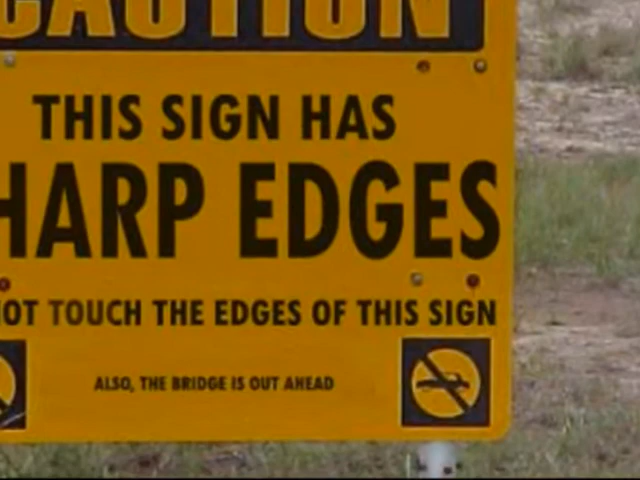 CAUTION
THIS SIGN HAS
HARP EDGES
OT TOUCH THE EDGES OF THIS SIGN
ALSO, THE BRIDGE IS OUT AHEAD